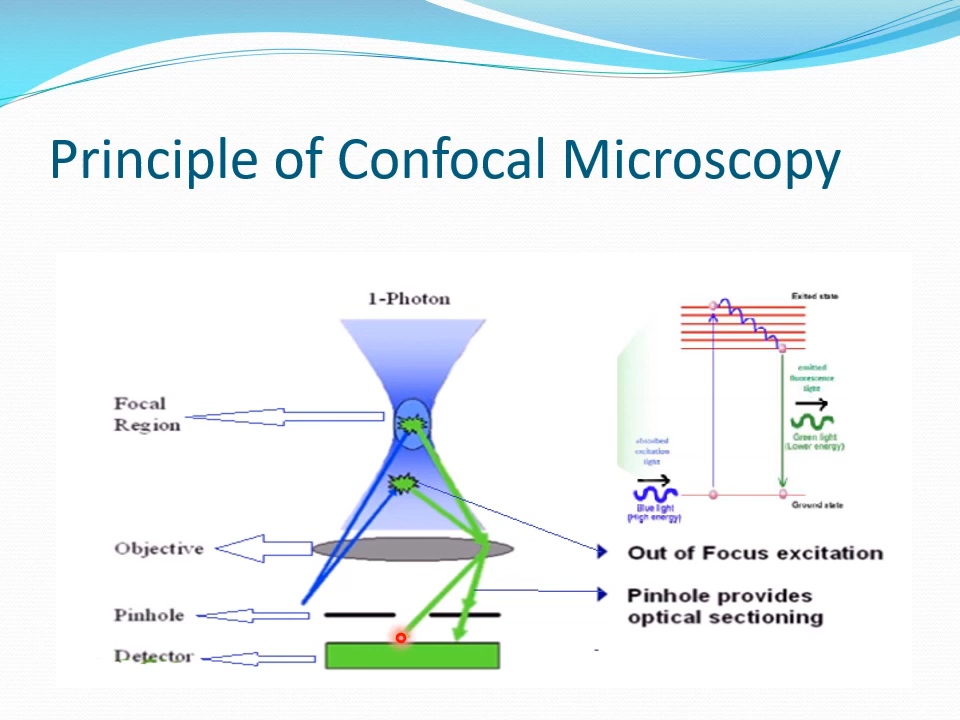 Principle of Confocal Microscopy
1-Photon
Focal
Region
Objective
Pinhole
Detector
Out of Focus excitation
Pinhole provides
optical sectioning
Exited state
emitted
fluorescence
light
Green light
(Lower energy)
absorbed
excitation
light
Blue light
(High energy)
Ground state